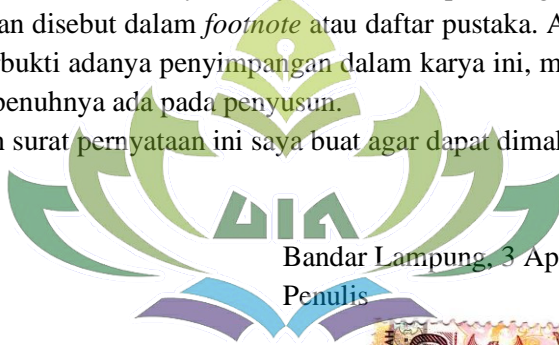 an disebut dalam footnote atau daftar pustaka. A
bukti adanya penyimpangan dalam karya ini, m
penuhnya ada pada penyusun.
surat pernyataan ini saya buat agar dapat dimal
UIN
Bandar Lampung, 3 Ap
Penulis